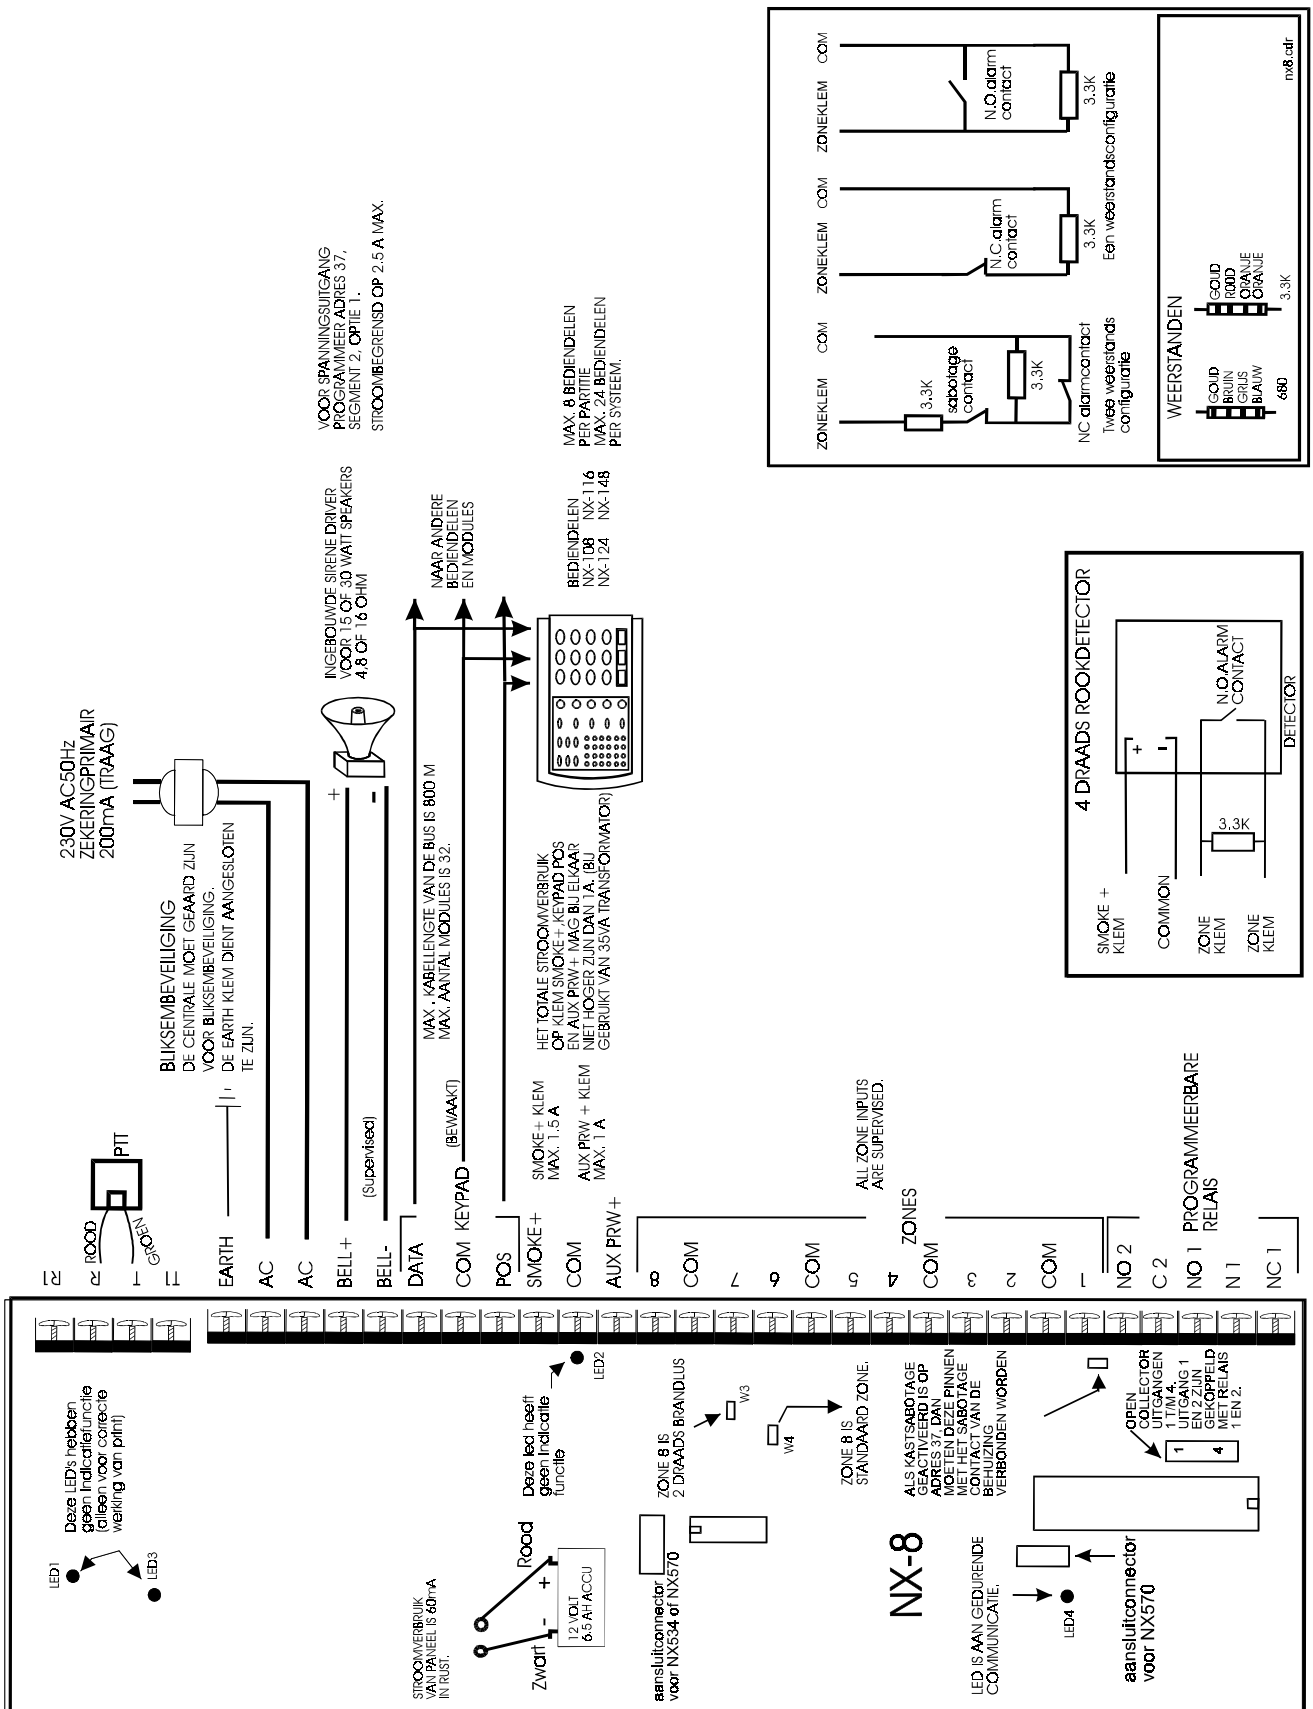 230V AC50Hz
ZEKERINGPRIMAIR
200mA (TRAAG)
BLIKSEMBEVEILIGING
DE CENTRALE MOET GEAARD ZIJN
VOOR BLIKSEMBEVEILIGING.
DE EARTH KLEM DIENT AANGESLOTEN
TE ZIJN.
PTT
ROOD
GROEN
R1
R
T
T1
EARTH
AC
AC
BELL+
BELL-
DATA
COM
POS
KEYPAD
SMOKE+
COM
AUX PRW+
8
COM
7
6
COM
5
4
COM
3
2
COM
1
ZONES
NO 2
C 2
NO 1
N 1
NC 1
PROGRAMMEERBARE
RELAIS
VOOR SPANNINGSUITGANG
PROGRAMMEER ADRES 37,
SEGMENT 2, OPTIE 1.
STROOMBEGRENSD OP 2.5 A MAX.
INGEBOUWDE SIRENE DRIVER
VOOR 15 OF 30 WATT SPEAKERS
4,8 OF 16 OHM
+
-
(Supervised)
NAAR ANDERE
BEDIENDELEN
EN MODULES
MAX. KABELLENGTE VAN DE BUS IS 800 M
MAX. AANTAL MODULES IS 32.
(BEWAAKT)
BEDIENDELEN
NX-108 NX-116
NX-124 NX-148
MAX. 8 BEDIENDELEN
PER PARTITIE
MAX. 24 BEDIENDELEN
PER SYSTEEM.
HET TOTALE STROOMVERBRUIK
OP KLEM SMOKE+,KEYPAD POS
EN AUX PRW+ MAG BIJ ELKAAR
NIET HOGER ZIJN DAN 1A. (BIJ
GEBRUIKT VAN 35VA TRANSFORMATOR)
SMOKE+ KLEM
MAX. 1.5 A
AUX PRW + KLEM
MAX. 1 A
ALL ZONE INPUTS
ARE SUPERVISED.
Deze LED's hebben
geen indicatiefunctie
(alleen voor correcte
werking van print)
LED1
LED3
Deze led heeft
geen indicatie
functie
LED2
STROOMVERBRUIK
VAN PANEEL IS 60mA
IN RUST.
Zwart
Rood
- +
12 VOLT
6.5 AH ACCU
ZONE 8 IS
2 DRAADS BRANDLUS
W3
W4
ZONE 8 IS
STANDAARD ZONE.
aansluitconnector
voor NX534 of NX570
ALS KASTSABOTAGE
GEACTIVEERD IS OP
ADRES 37, DAN
MOETEN DEZE PINNEN
MET HET SABOTAGE
CONTACT VAN DE
BEHUIZING
VERBONDEN WORDEN
NX-8
LED IS AAN GEDURENDE
COMMUNICATIE.
LED4
aansluitconnector
voor NX570
OPEN
COLLECTOR
UITGANGEN
1 T/M 4.
UITGANG 1
EN 2 ZIJN
GEKOPPELD
MET RELAIS
1 EN 2.
1 4
4 DRAADS ROOKDETECTOR
SMOKE +
KLEM
COMMON
ZONE
KLEM
ZONE
KLEM
+
-
3,3K
N.O.ALARM
CONTACT
DETECTOR
ZONEKLEM COM
3.3K
sabotage
contact
3.3K
NC alarmcontact
Twee weerstands
configuratie
ZONEKLEM COM
N.C.alarm
contact
3.3K
ZONEKLEM COM
N.O.alarm
contact
3.3K
Een weerstandsconfiguratie
WEERSTANDEN
GOUD
BRUIN
GRIJS
BLAUW
680
GOUD
ROOD
ORANJE
ORANJE
3.3K
nx8.cdr